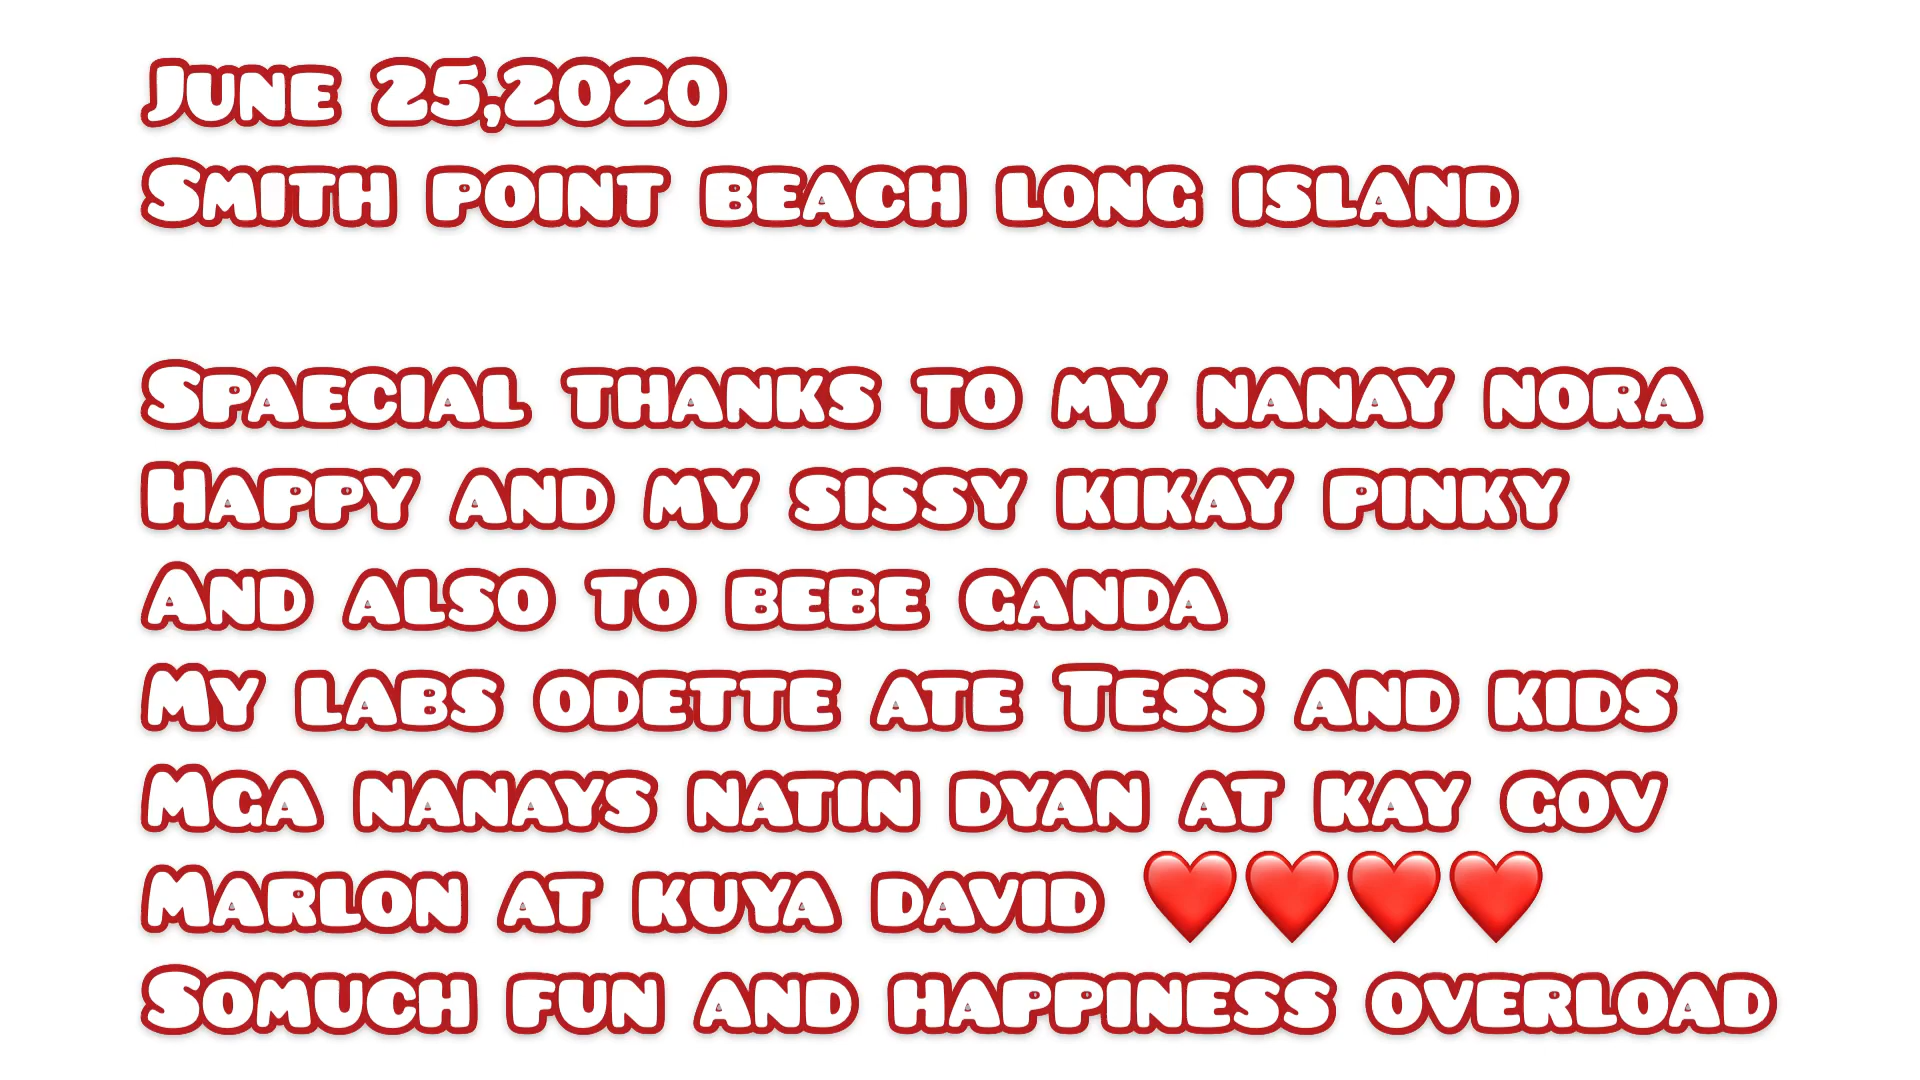 June 25,2020
Smith point beach long island
Spaecial thanks to my nanay nora
Happy and my sissy kikay pinky
And also to bebe ganda
My labs odette ate Tess and kids
Mga nanays natin dyan at kay gov
Marlon at kuya david ❤️❤️❤️❤️
Somuch fun and happiness overload